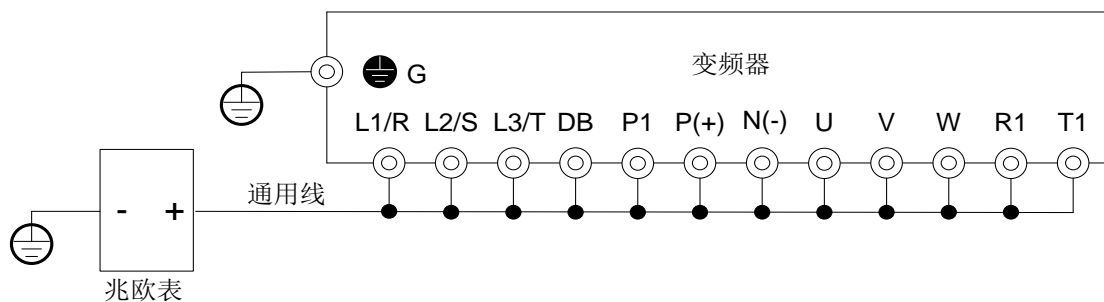 变频器
G
L1/R L2/S L3/T DB P1 P(+) N(-) U V W R1 T1
通用线
- +
兆欧表